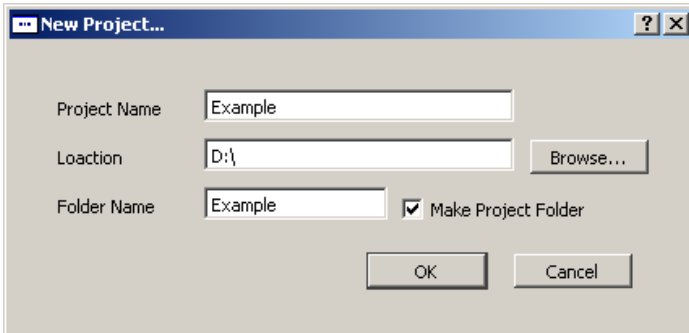 New Project...
Project Name Example
Loaction D:\ Browse...
Folder Name Example Make Project Folder
OK Cancel